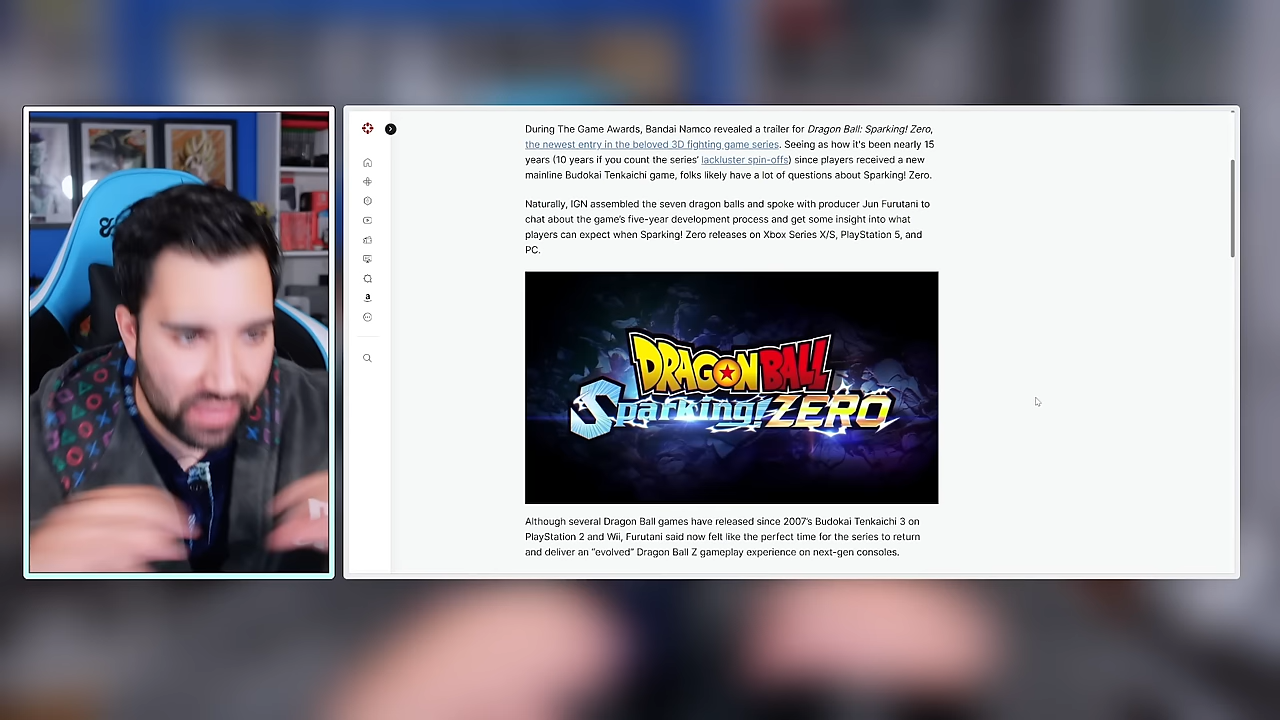 During The Game Awards, Bandai Namco revealed a trailer for Dragon Ball: Sparking! Zero,
the newest entry in the beloved 3D fighting game series. Seeing as how it's been nearly 15
years (10 years if you count the series' lackluster spin-offs) since players received a new
mainline Budokai Tenkaichi game, folks likely have a lot of questions about Sparking! Zero.
Naturally, IGN assembled the seven dragon balls and spoke with producer Jun Furutani to
chat about the game's five-year development process and get some insight into what
players can expect when Sparking! Zero releases on Xbox Series X/S, PlayStation 5, and
PC.
DRAGON BALL
Sparking! ZERO
Although several Dragon Ball games have released since 2007's Budokai Tenkaichi 3 on
PlayStation 2 and Wii, Furutani said now felt like the perfect time for the series to return
and deliver an “evolved” Dragon Ball Z gameplay experience on next-gen consoles.